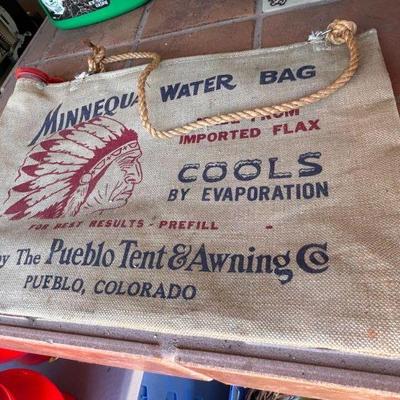 MINNEQUA WATER BAG
FROM
IMPORTED FLAX
COOLS
BY EVAPORATION
FOR BEST RESULTS - PREFILL
The Pueblo Tent & Awning Co
PUEBLO, COLORADO